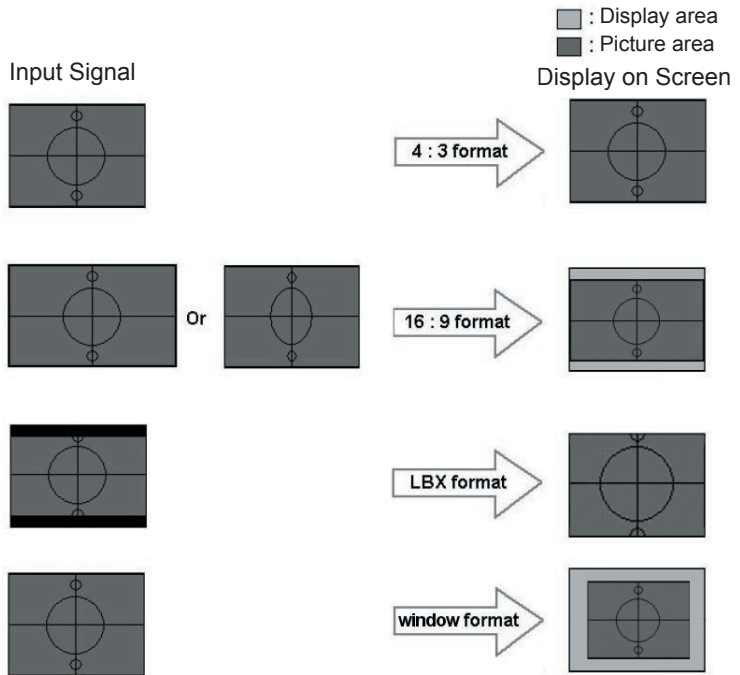 : Display area
: Picture area
Input Signal
Display on Screen
4 : 3 format
Or
16 : 9 format
LBX format
window format